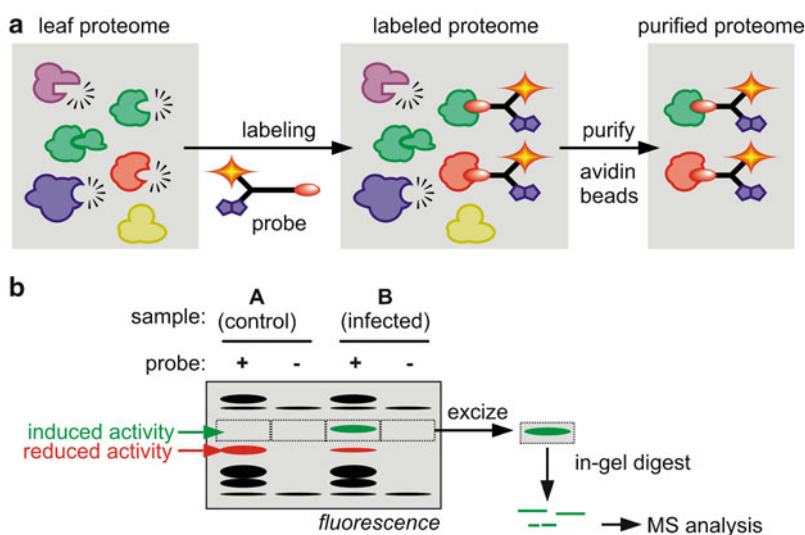 a
leaf proteome
labeled proteome
purified proteome
labeling
probe
purify
avidin
beads
b
A
B
sample:
(control)
(infected)
probe:
+ - + -
induced activity
reduced activity
excize
in-gel digest
fluorescence
MS analysis